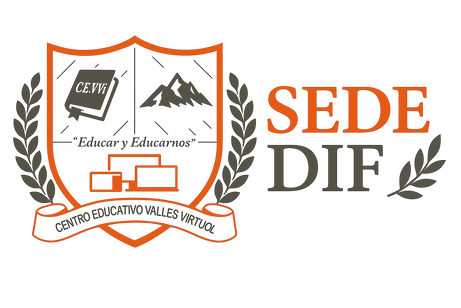 CE.VVi
"Educar y Educarnos"
CENTRO EDUCATIVO VALLES VIRTUOL
SEDE
DIF